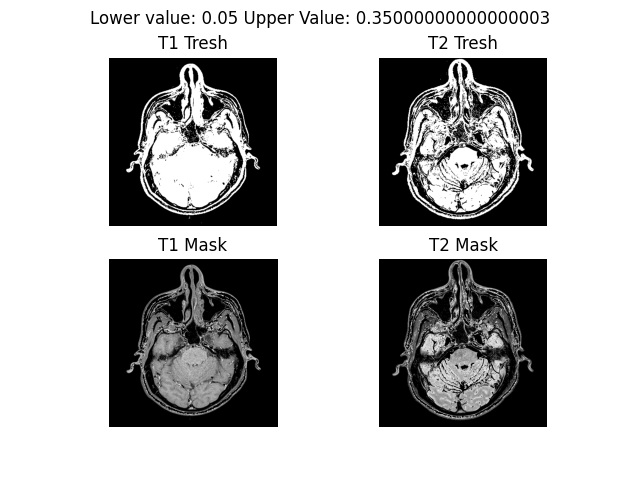 Lower value: 0.05 Upper Value: 0.35000000000000003
T1 Tresh
T2 Tresh
T1 Mask
T2 Mask